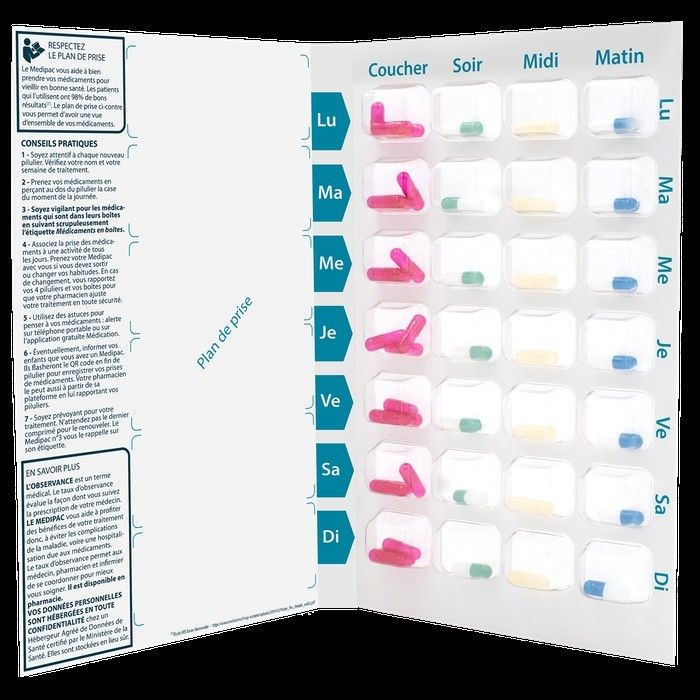 RESPECTEZ
LE PLAN DE PRISE
Le Medipac vous aide à bien
prendre vos médicaments pour
vieillir en bonne santé. Les patients
qui l'utilisent ont 98% de bons
résultats⁽¹⁾. Le plan de prise ci-contre
vous permet d'avoir une vue
d'ensemble de vos médicaments.
CONSEILS PRATIQUES
1 - Soyez attentif à chaque nouveau
pilulier. Vérifiez votre nom et votre
semaine de traitement.
2 - Prenez vos médicaments en
perçant au dos du pilulier la case
du moment de la journée.
3 - Soyez vigilant pour les médica-
ments qui sont dans leurs boites
en suivant scrupuleusement
l'étiquette Médicaments en boites.
4 - Associez la prise des médica-
ments à une activité de tous
les jours. Prenez votre Medipac
avec vous si vous devez sortir
ou changer vos habitudes. En cas
de changement, vous rapportez
vos 4 piluliers et vos boites pour
que votre pharmacien ajuste
votre traitement en toute sécurité.
5 - Utilisez des astuces pour
penser à vos médicaments : alerte
sur téléphone portable ou sur
l'application gratuite Médication.
6 - Éventuellement, informer vos
enfants que vous avez un Medipac.
Ils flasheront le QR code en fin de
pilulier pour enregistrer vos prises
de médicaments. Votre pharmacien
le peut aussi à partir de sa
plateforme en lui rapportant vos
piluliers.
7 - Soyez prévoyant pour votre
traitement. N'attendez pas le dernier
comprimé pour le renouveler. Le
Medipac n°3 vous le rappelle sur
son étiquette.
EN SAVOIR PLUS
L'OBSERVANCE est un terme
médical. Le taux d'observance
évalue la façon dont vous suivez
la prescription de votre médecin.
LE MEDIPAC vous aide à profiter
des bénéfices de votre traitement
donc, à éviter les complications
de la maladie, voire une hospitali-
sation due aux médicaments.
Le taux d'observance permet aux
médecin, pharmacien et infirmier
de se coordonner pour mieux
vous soigner. Il est disponible en
pharmacie.
VOS DONNÉES PERSONNELLES
SONT HÉBERGÉES EN TOUTE
CONFIDENTIALITÉ chez un
Hébergeur Agréé de Données de
Santé certifié par le Ministère de la
Santé. Elles sont stockées en lieu sûr.
Plan de prise
Coucher Soir Midi Matin
Lu Lu
Ma Ma
Me Me
Je Je
Ve Ve
Sa Sa
Di Di